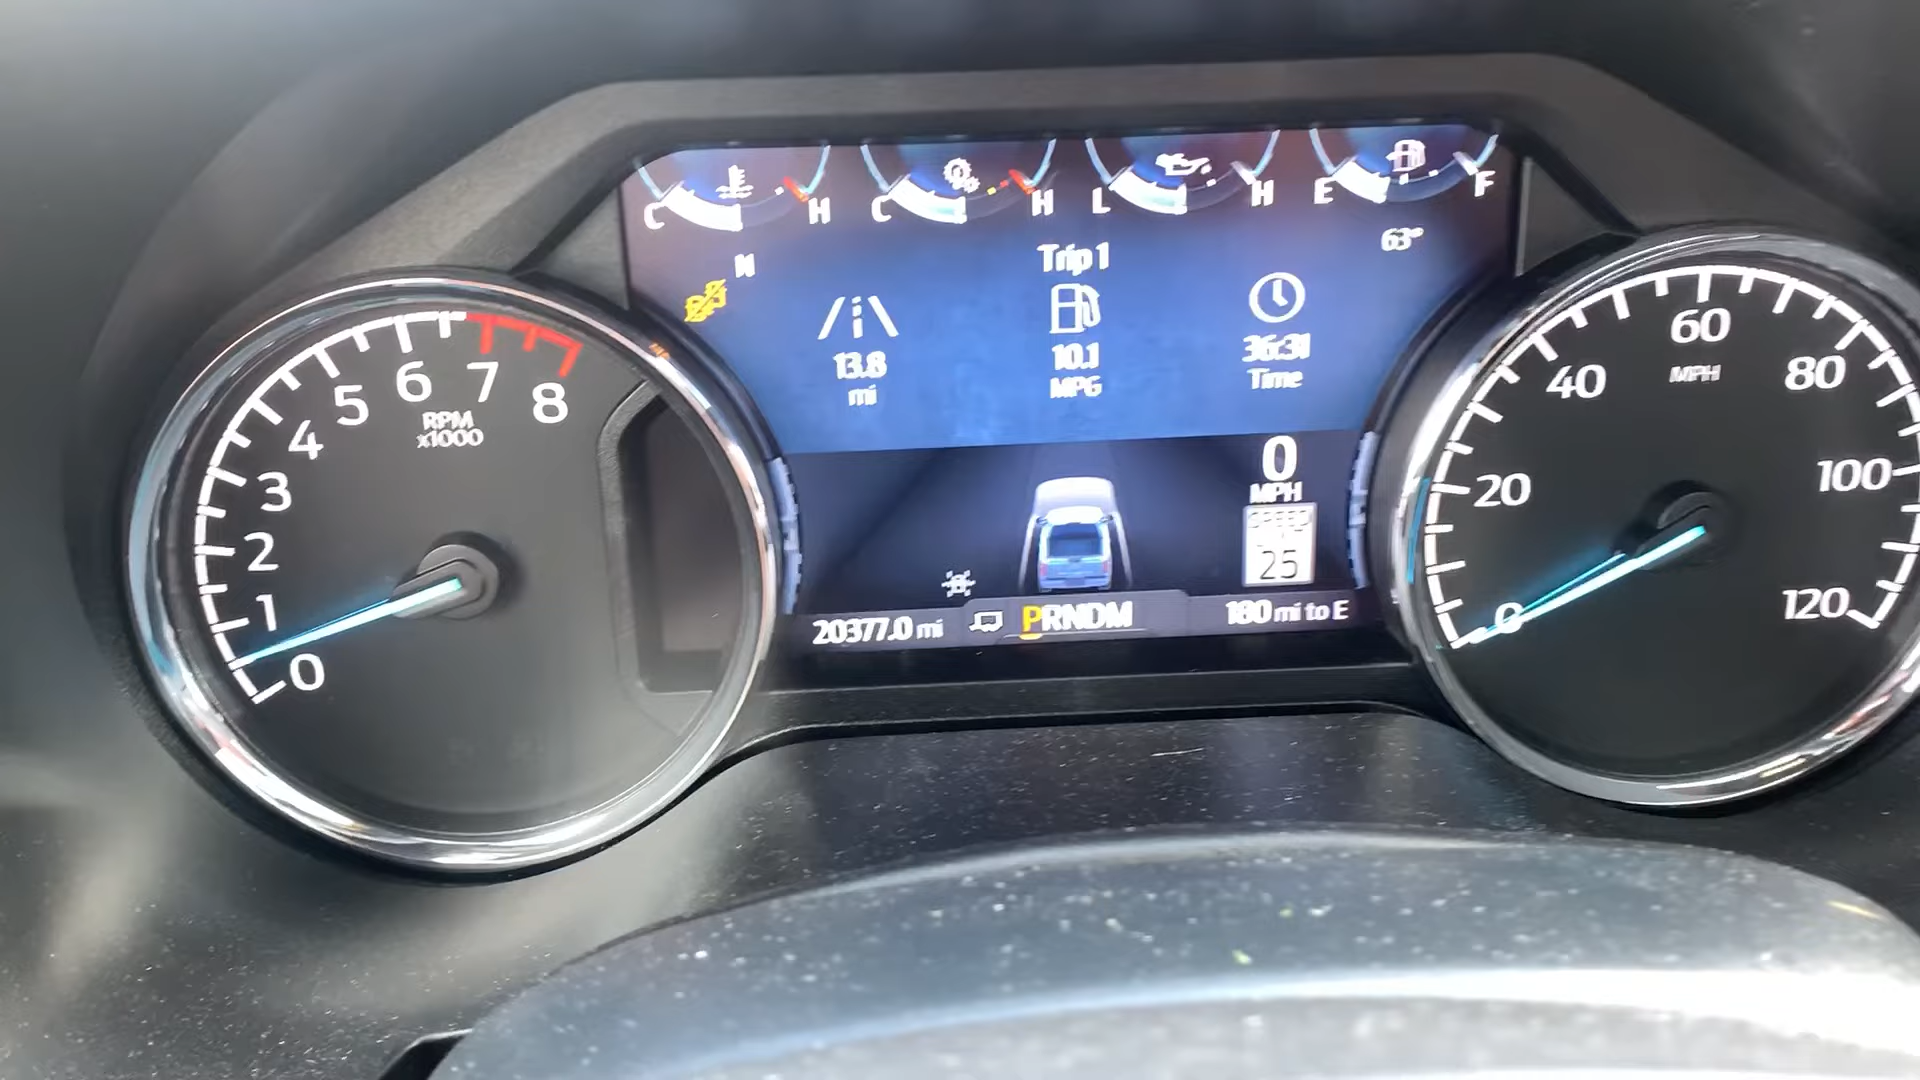 C H C H L H E F
N
Trip 1
63°
13.8
mi
10.1
MPG
36:31
Time
0
MPH
SPEED
25
20377.0 mi
PRNDM
180 mi to E
0 1 2 3 4 5 6 7 8
RPM
x1000
0 20 40 60 80 100 120
MPH